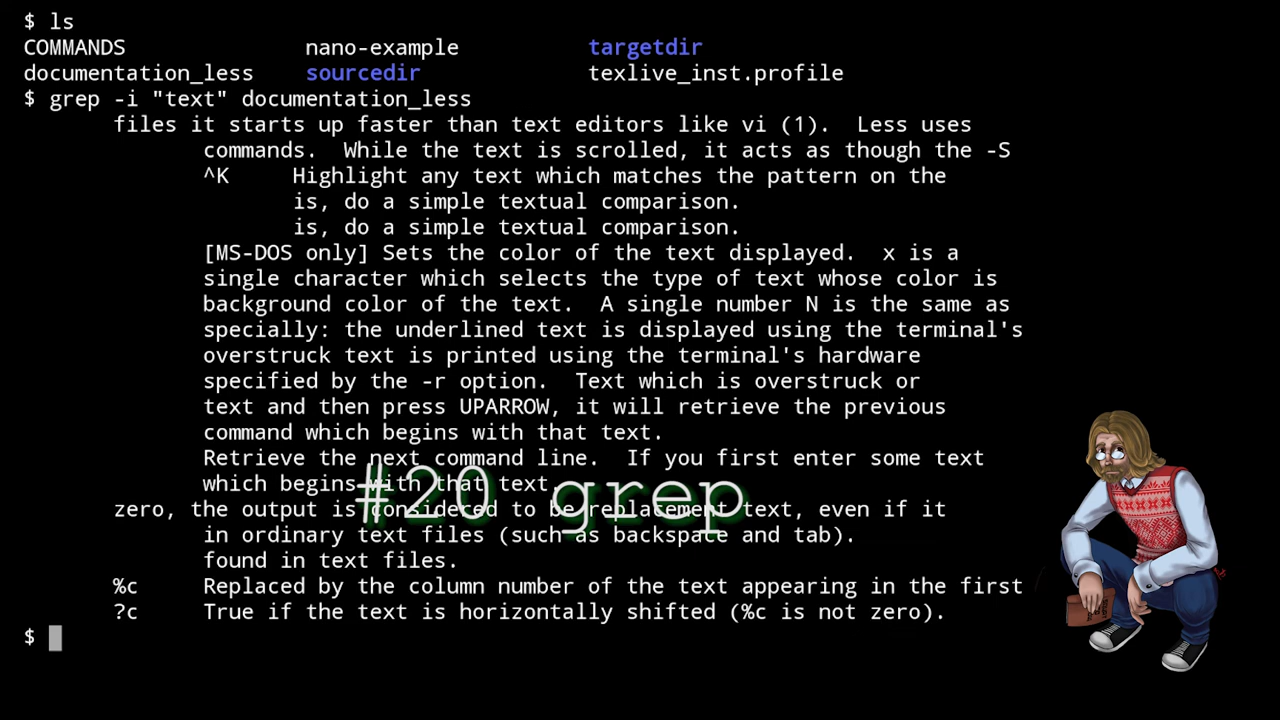 $ ls
COMMANDS nano-example targetdir
documentation_less sourcedir texlive_inst.profile
$ grep -i "text" documentation_less
files it starts up faster than text editors like vi (1). Less uses
commands. While the text is scrolled, it acts as though the -S
^K Highlight any text which matches the pattern on the
is, do a simple textual comparison.
is, do a simple textual comparison.
[MS-DOS only] Sets the color of the text displayed. x is a
single character which selects the type of text whose color is
background color of the text. A single number N is the same as
specially: the underlined text is displayed using the terminal's
overstruck text is printed using the terminal's hardware
specified by the -r option. Text which is overstruck or
text and then press UPARROW, it will retrieve the previous
command which begins with that text.
Retrieve the next command line. If you first enter some text
which begins with that text.
#20 grep
zero, the output is considered to be replacement text, even if it
in ordinary text files (such as backspace and tab).
found in text files.
%c Replaced by the column number of the text appearing in the first
?c True if the text is horizontally shifted (%c is not zero).
$